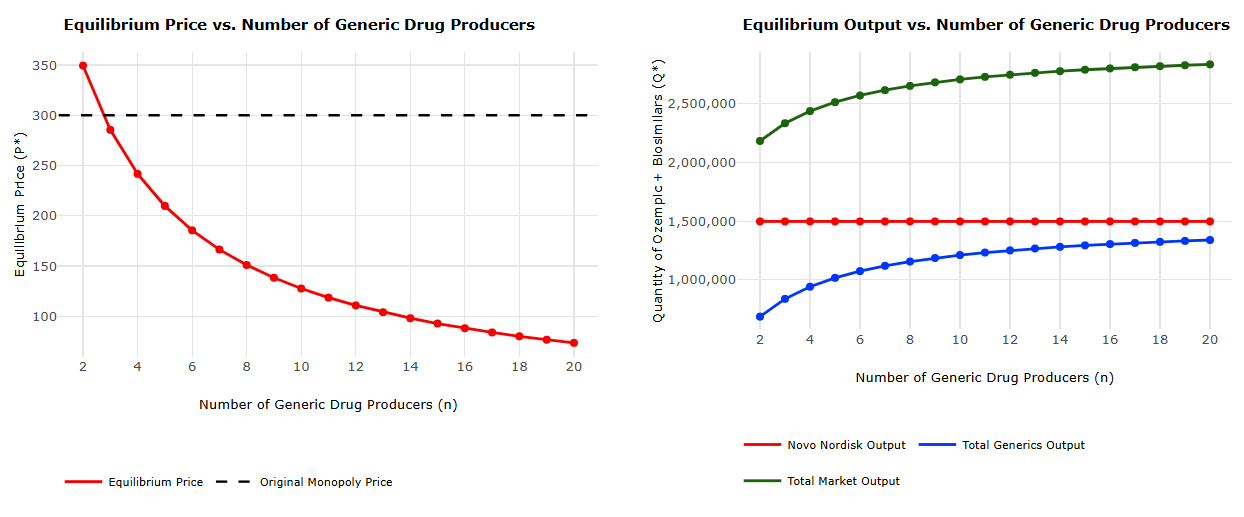 Equilibrium Price vs. Number of Generic Drug Producers
350
300
250
200
150
100
Equilibrium Price (P*)
2 4 6 8 10 12 14 16 18 20
Number of Generic Drug Producers (n)
Equilibrium Price
Original Monopoly Price
Equilibrium Output vs. Number of Generic Drug Producers
2,500,000
2,000,000
1,500,000
1,000,000
Quantity of Ozempic + Biosimilars (Q*)
2 4 6 8 10 12 14 16 18 20
Number of Generic Drug Producers (n)
Novo Nordisk Output
Total Generics Output
Total Market Output